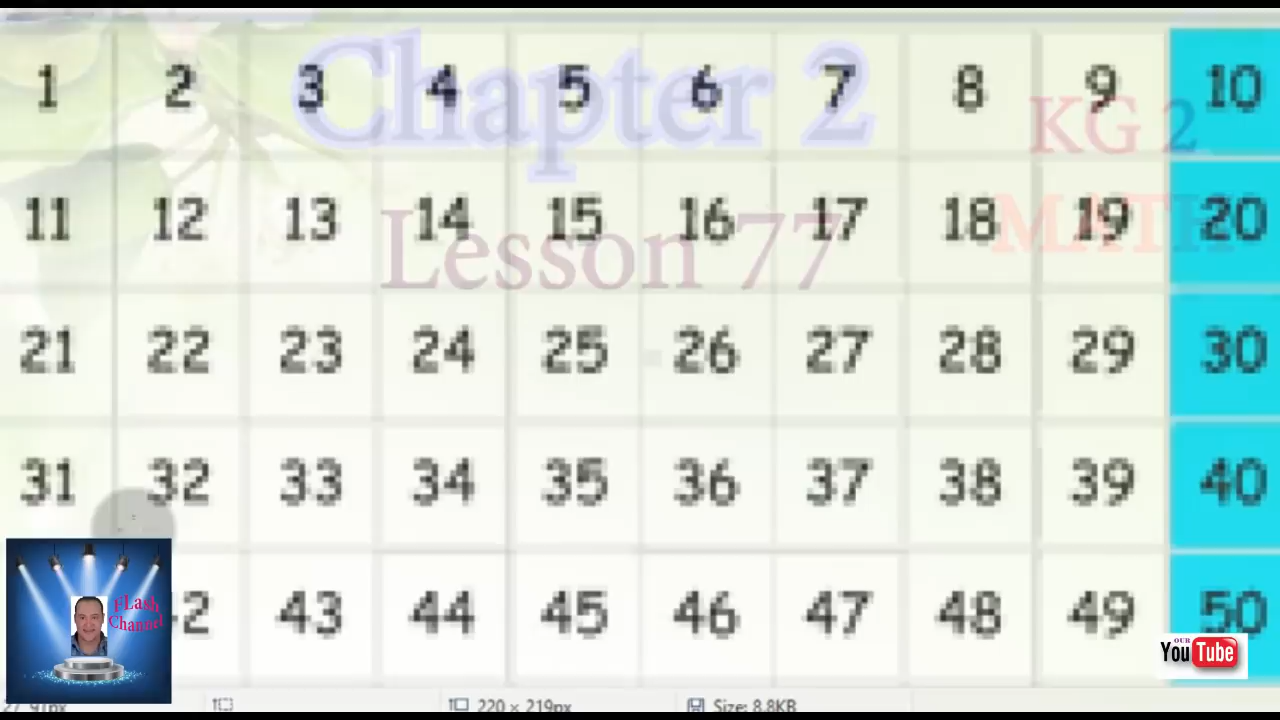 1 2 3 4 5 6 7 8 9 10
Chapter 2
KG 2
11 12 13 14 15 16 17 18 19 20
MATH
Lesson 77
21 22 23 24 25 26 27 28 29 30
31 32 33 34 35 36 37 38 39 40
43 44 45 46 47 48 49 50
FLash
Channel
OUR
YouTube
220 × 219px
Size: 8.8KB